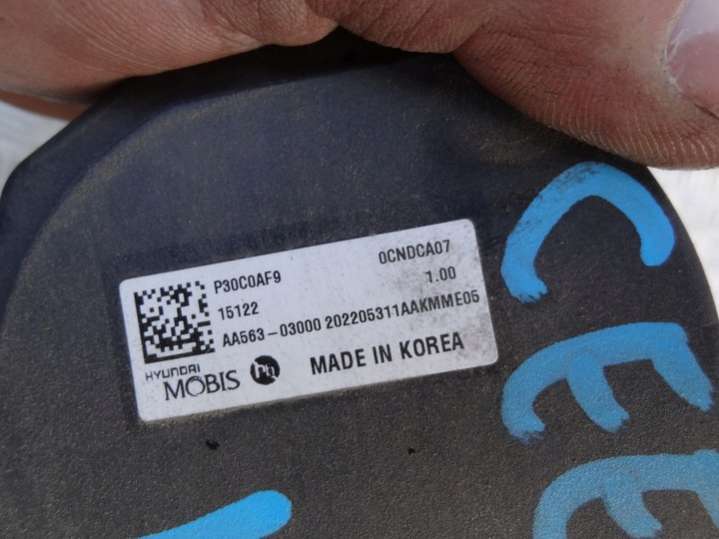 P30C0AF9 0CNDCA07
15122 1.00
AA563-03000 202205311AAKMME05
HYUNDAI
MOBIS MADE IN KOREA
CEE